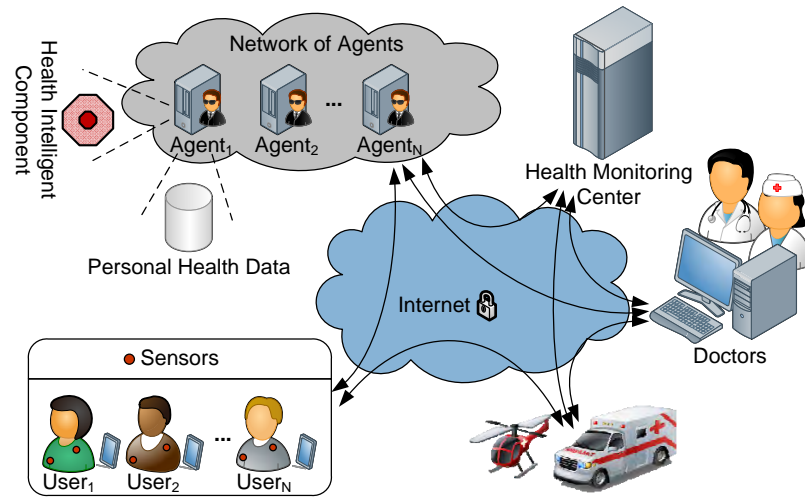 Network of Agents
Health Intelligent
Component
Agent1
Agent2
...
AgentN
Health Monitoring
Center
Personal Health Data
Internet
Doctors
Sensors
User1
User2
...
UserN